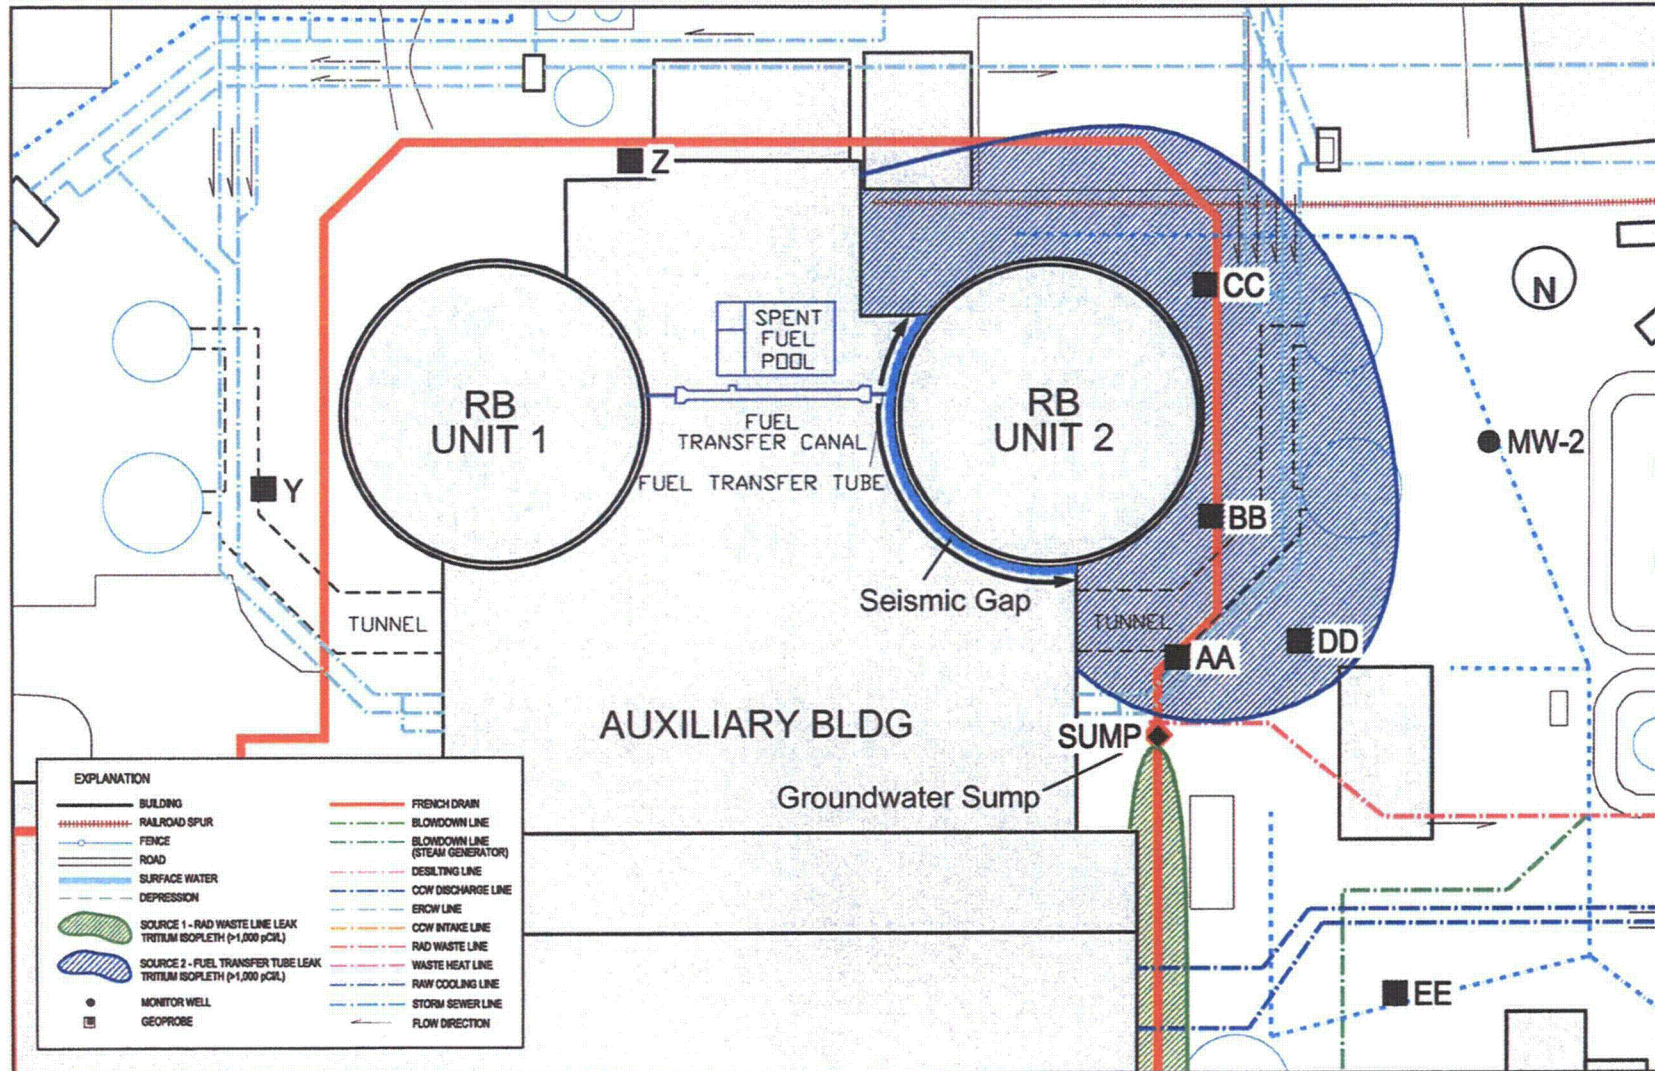 Z
CC
N
SPENT
FUEL
POOL
RB
UNIT 1
RB
UNIT 2
FUEL
TRANSFER CANAL
FUEL TRANSFER TUBE
MW-2
Y
BB
Seismic Gap
TUNNEL
TUNNEL
DD
AA
AUXILIARY BLDG
SUMP
Groundwater Sump
EE
EXPLANATION
BUILDING
RAILROAD SPUR
FENCE
ROAD
SURFACE WATER
DEPRESSION
SOURCE 1 - RAD WASTE LINE LEAK
TRITIUM ISOPLETH (>1,000 pCi/L)
SOURCE 2 - FUEL TRANSFER TUBE LEAK
TRITIUM ISOPLETH (>1,000 pCi/L)
MONITOR WELL
GEOPROBE
FRENCH DRAIN
BLOWDOWN LINE
BLOWDOWN LINE
(STEAM GENERATOR)
DESILTING LINE
CCW DISCHARGE LINE
ERCW LINE
CCW INTAKE LINE
RAD WASTE LINE
WASTE HEAT LINE
RAW COOLING LINE
STORM SEWER LINE
FLOW DIRECTION